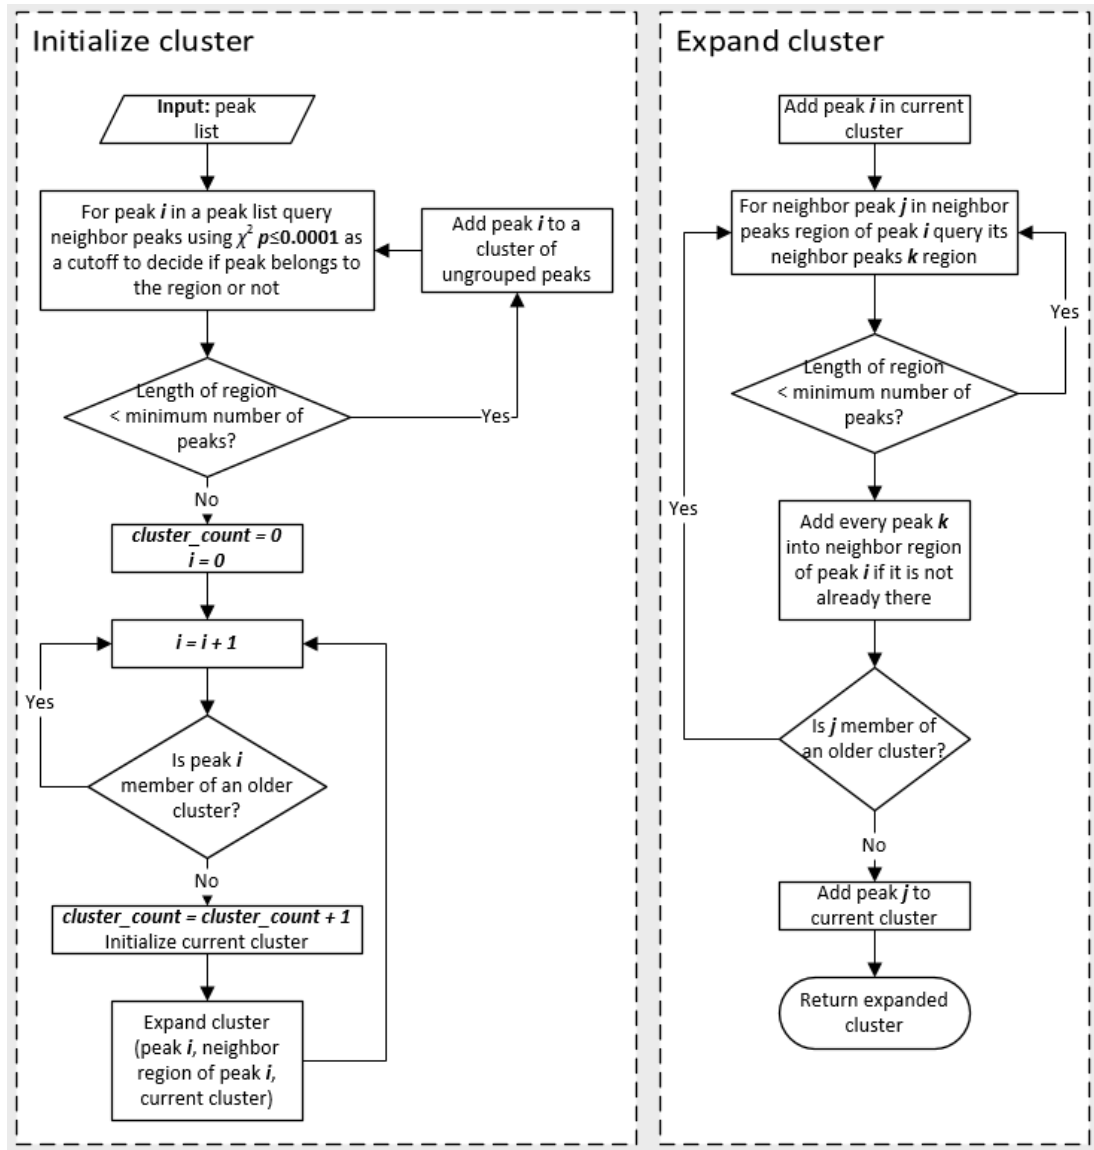 Initialize cluster
Input: peak
list
For peak i in a peak list query
neighbor peaks using χ² p≤0.0001 as
a cutoff to decide if peak belongs to
the region or not
Add peak i to a
cluster of
ungrouped peaks
Length of region
< minimum number of
peaks?
Yes
No
cluster_count = 0
i = 0
i = i + 1
Yes
Is peak i
member of an older
cluster?
No
cluster_count = cluster_count + 1
Initialize current cluster
Expand cluster
(peak i, neighbor
region of peak i,
current cluster)
Expand cluster
Add peak i in current
cluster
For neighbor peak j in neighbor
peaks region of peak i query its
neighbor peaks k region
Yes
Length of region
< minimum number of
peaks?
Yes
Add every peak k
into neighbor region
of peak i if it is not
already there
Is j member of
an older cluster?
No
Add peak j to
current cluster
Return expanded
cluster